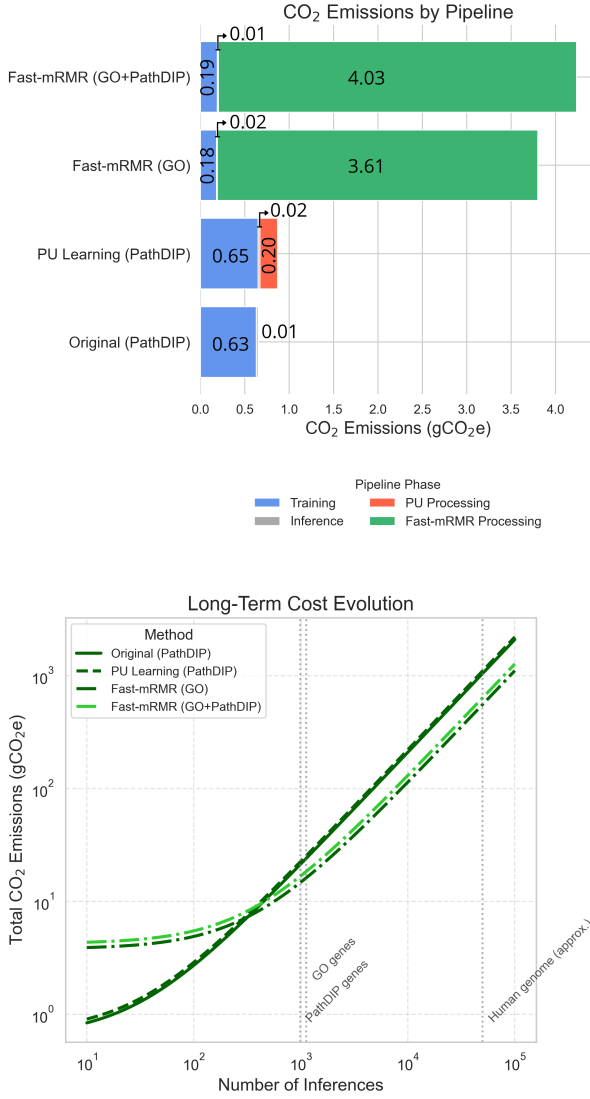 CO₂ Emissions by Pipeline
0.01
Fast-mRMR (GO+PathDIP)
0.19
4.03
0.02
Fast-mRMR (GO)
0.18
3.61
0.02
PU Learning (PathDIP)
0.65
0.20
Original (PathDIP)
0.63
0.01
0.0 0.5 1.0 1.5 2.0 2.5 3.0 3.5 4.0
CO₂ Emissions (gCO₂e)
Pipeline Phase
Training
PU Processing
Inference
Fast-mRMR Processing
Long-Term Cost Evolution
Method
Original (PathDIP)
PU Learning (PathDIP)
Fast-mRMR (GO)
Fast-mRMR (GO+PathDIP)
Total CO₂ Emissions (gCO₂e)
10³
10²
10¹
10⁰
GO genes
PathDIP genes
Human genome (approx.)
10¹ 10² 10³ 10⁴ 10⁵
Number of Inferences